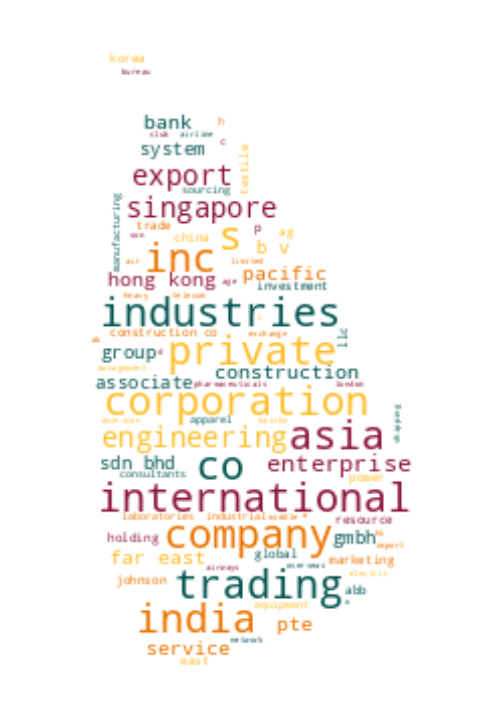 korea
bureau
bank h
club airline
c
system
textile
export
sourcing
manufacturing
singapore
trade
p
son
s
ag
china
b v
inc
air limited
pacific
hong kong
age
investment
heavy telecom
industries
construction co exchange
llc
private
group
management
construction
associate
pharmaceuticals london
corporation
apparel
engineering
asia
co
sdn bhd
enterprise
consultants
power
international
laboratories industrial
resource
company
holding
gmbh
import
far east
global
marketing
airways
overseas
electric
johnson
trading
abb
equipment
india
pte
network
service
east